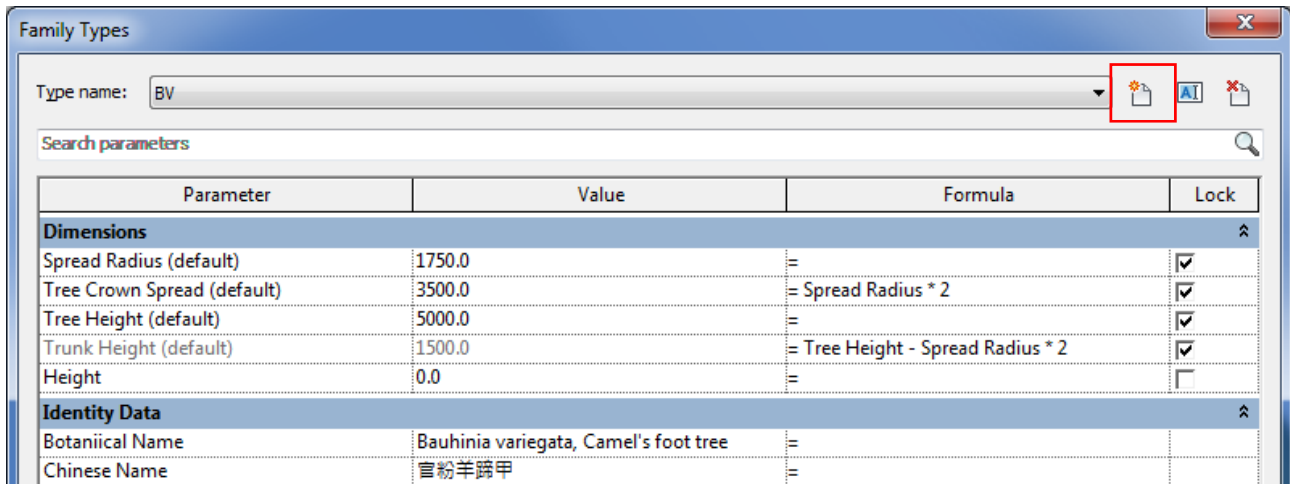 Family Types
Type name: BV
AI
Search parameters
Parameter Value Formula Lock
Dimensions
Spread Radius (default) 1750.0 =
Tree Crown Spread (default) 3500.0 = Spread Radius * 2
Tree Height (default) 5000.0 =
Trunk Height (default) 1500.0 = Tree Height - Spread Radius * 2
Height 0.0 =
Identity Data
Botaniical Name Bauhinia variegata, Camel's foot tree =
Chinese Name 宮粉羊蹄甲 =